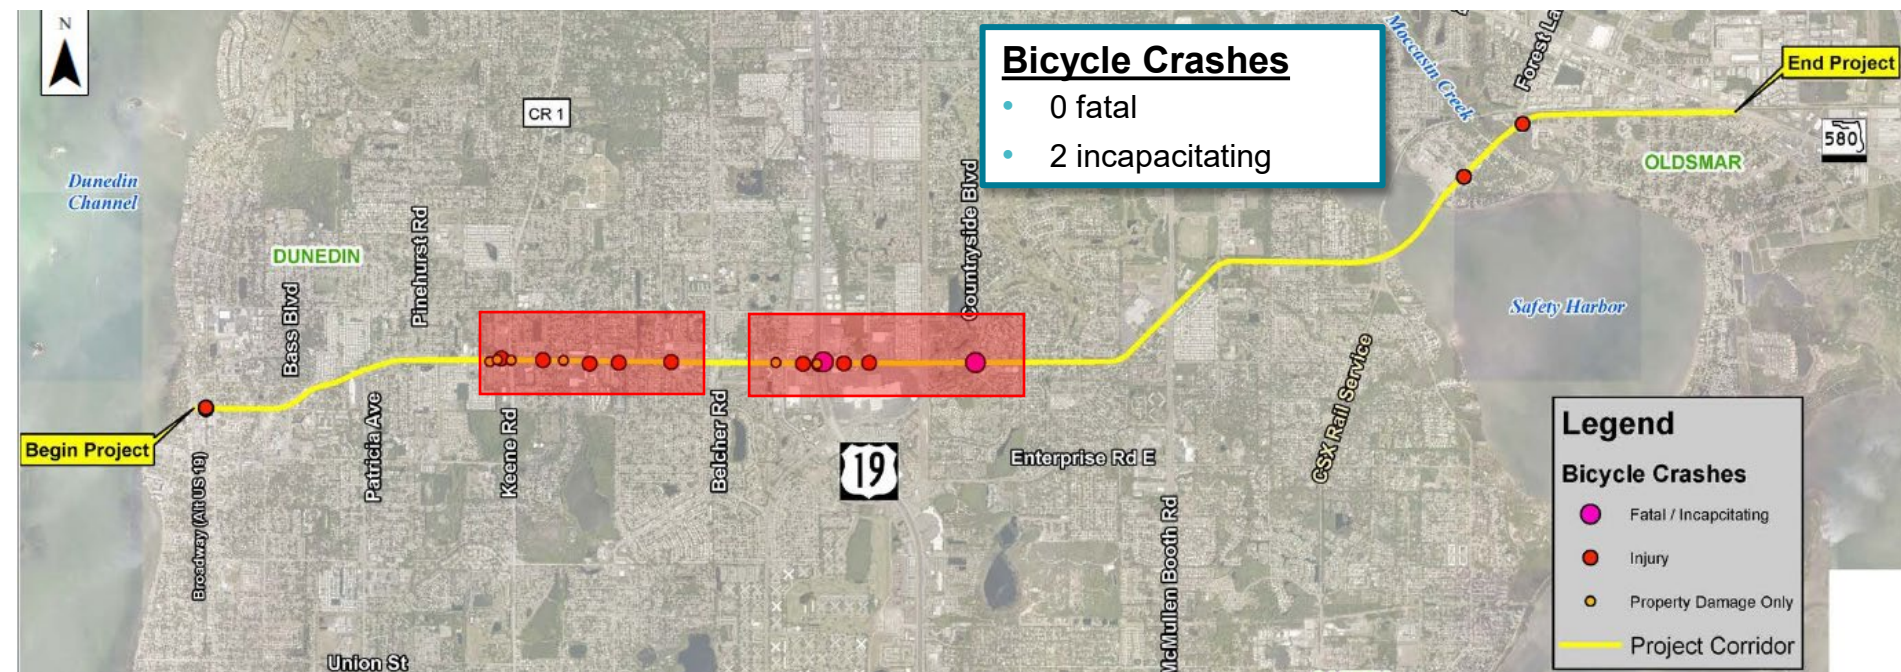 N
CR 1
Bicycle Crashes
• 0 fatal
• 2 incapacitating
Moccasin Creek
Forest La
End Project
580
OLDSMAR
Dunedin
Channel
DUNEDIN
Bass Blvd
Pinehurst Rd
Countryside Blvd
Safety Harbor
Begin Project
Broadway (Alt US 19)
Patricia Ave
Keene Rd
Belcher Rd
19
Enterprise Rd E
McMullen Booth Rd
CSX Rail Service
Union St
Legend
Bicycle Crashes
Fatal / Incapcitating
Injury
Property Damage Only
Project Corridor